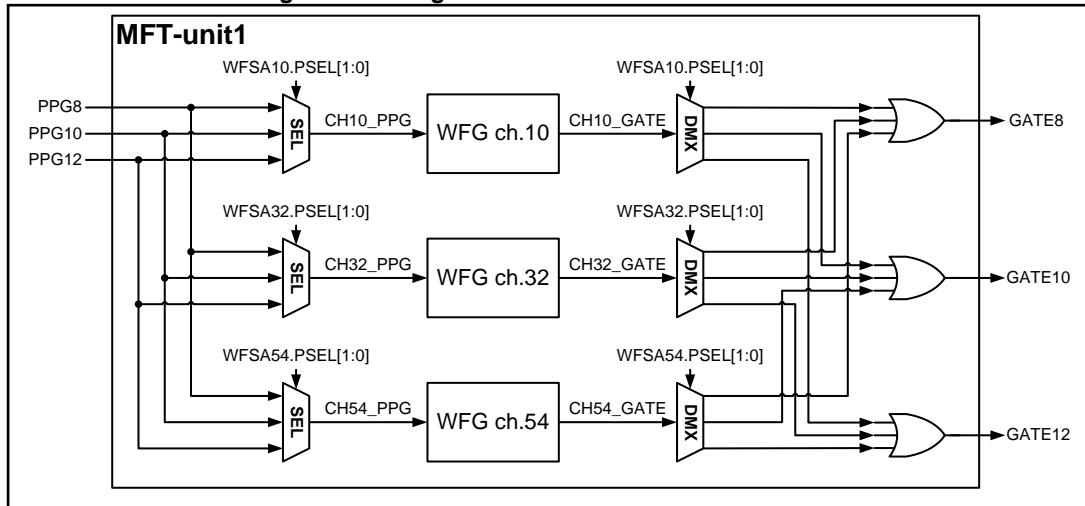 MFT-unit1
WFSA10.PSEL[1:0] WFSA10.PSEL[1:0]
PPG8
PPG10
PPG12
SEL CH10_PPG WFG ch.10 CH10_GATE DMX GATE8
WFSA32.PSEL[1:0] WFSA32.PSEL[1:0]
SEL CH32_PPG WFG ch.32 CH32_GATE DMX GATE10
WFSA54.PSEL[1:0] WFSA54.PSEL[1:0]
SEL CH54_PPG WFG ch.54 CH54_GATE DMX GATE12